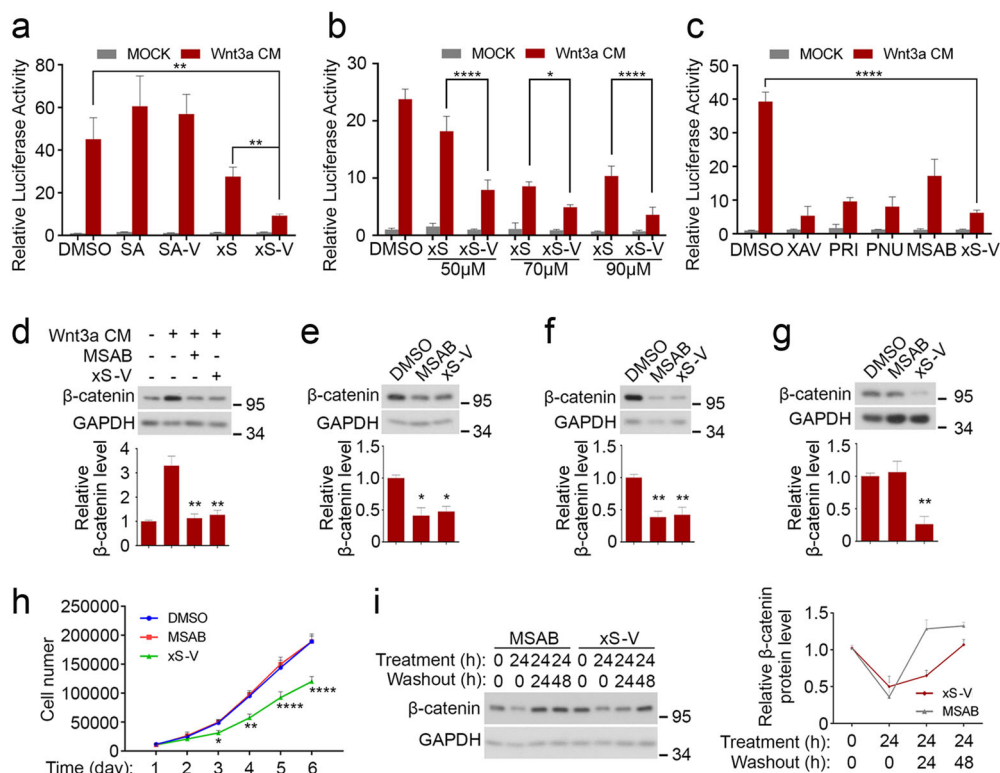 a
MOCK Wnt3a CM
Relative Luciferase Activity
80
60
40
20
0
**
**
DMSO SA SA-V xS xS-V
b
MOCK Wnt3a CM
Relative Luciferase Activity
30
20
10
0
**** * ****
xS xS-V xS xS-V xS xS-V
DMSO
50µM 70µM 90µM
c
MOCK Wnt3a CM
Relative Luciferase Activity
50
40
30
20
10
0
****
DMSO XAV PRI PNU MSAB xS-V
d
Wnt3a CM - + + +
MSAB - - + -
xS-V - - - +
β-catenin 95
GAPDH 34
Relative
β-catenin level
4
3
2
1
0
** **
e
DMSO MSAB xS-V
β-catenin 95
GAPDH 34
Relative
β-catenin level
1.5
1.0
0.5
0
* *
f
DMSO MSAB xS-V
β-catenin 95
GAPDH 34
Relative
β-catenin level
1.5
1.0
0.5
0
** **
g
DMSO MSAB xS-V
β-catenin 95
GAPDH 34
Relative
β-catenin level
1.5
1.0
0.5
0
**
h
Cell numer
250000
200000
150000
100000
50000
0
DMSO
MSAB
xS-V
* ** **** ****
Time (day): 1 2 3 4 5 6
i
MSAB xS-V
Treatment (h): 0 24 24 24 0 24 24 24
Washout (h): 0 0 24 48 0 0 24 48
β-catenin 95
GAPDH 34
Relative β-catenin
protein level
1.5
1.0
0.5
0
xS-V
MSAB
Treatment (h): 0 24 24 24
Washout (h): 0 0 24 48